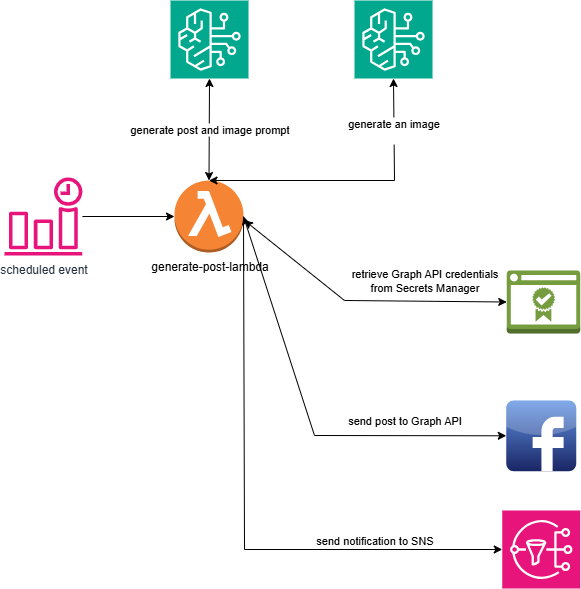 generate post and image prompt
generate an image
scheduled event
generate-post-lambda
retrieve Graph API credentials
from Secrets Manager
send post to Graph API
send notification to SNS